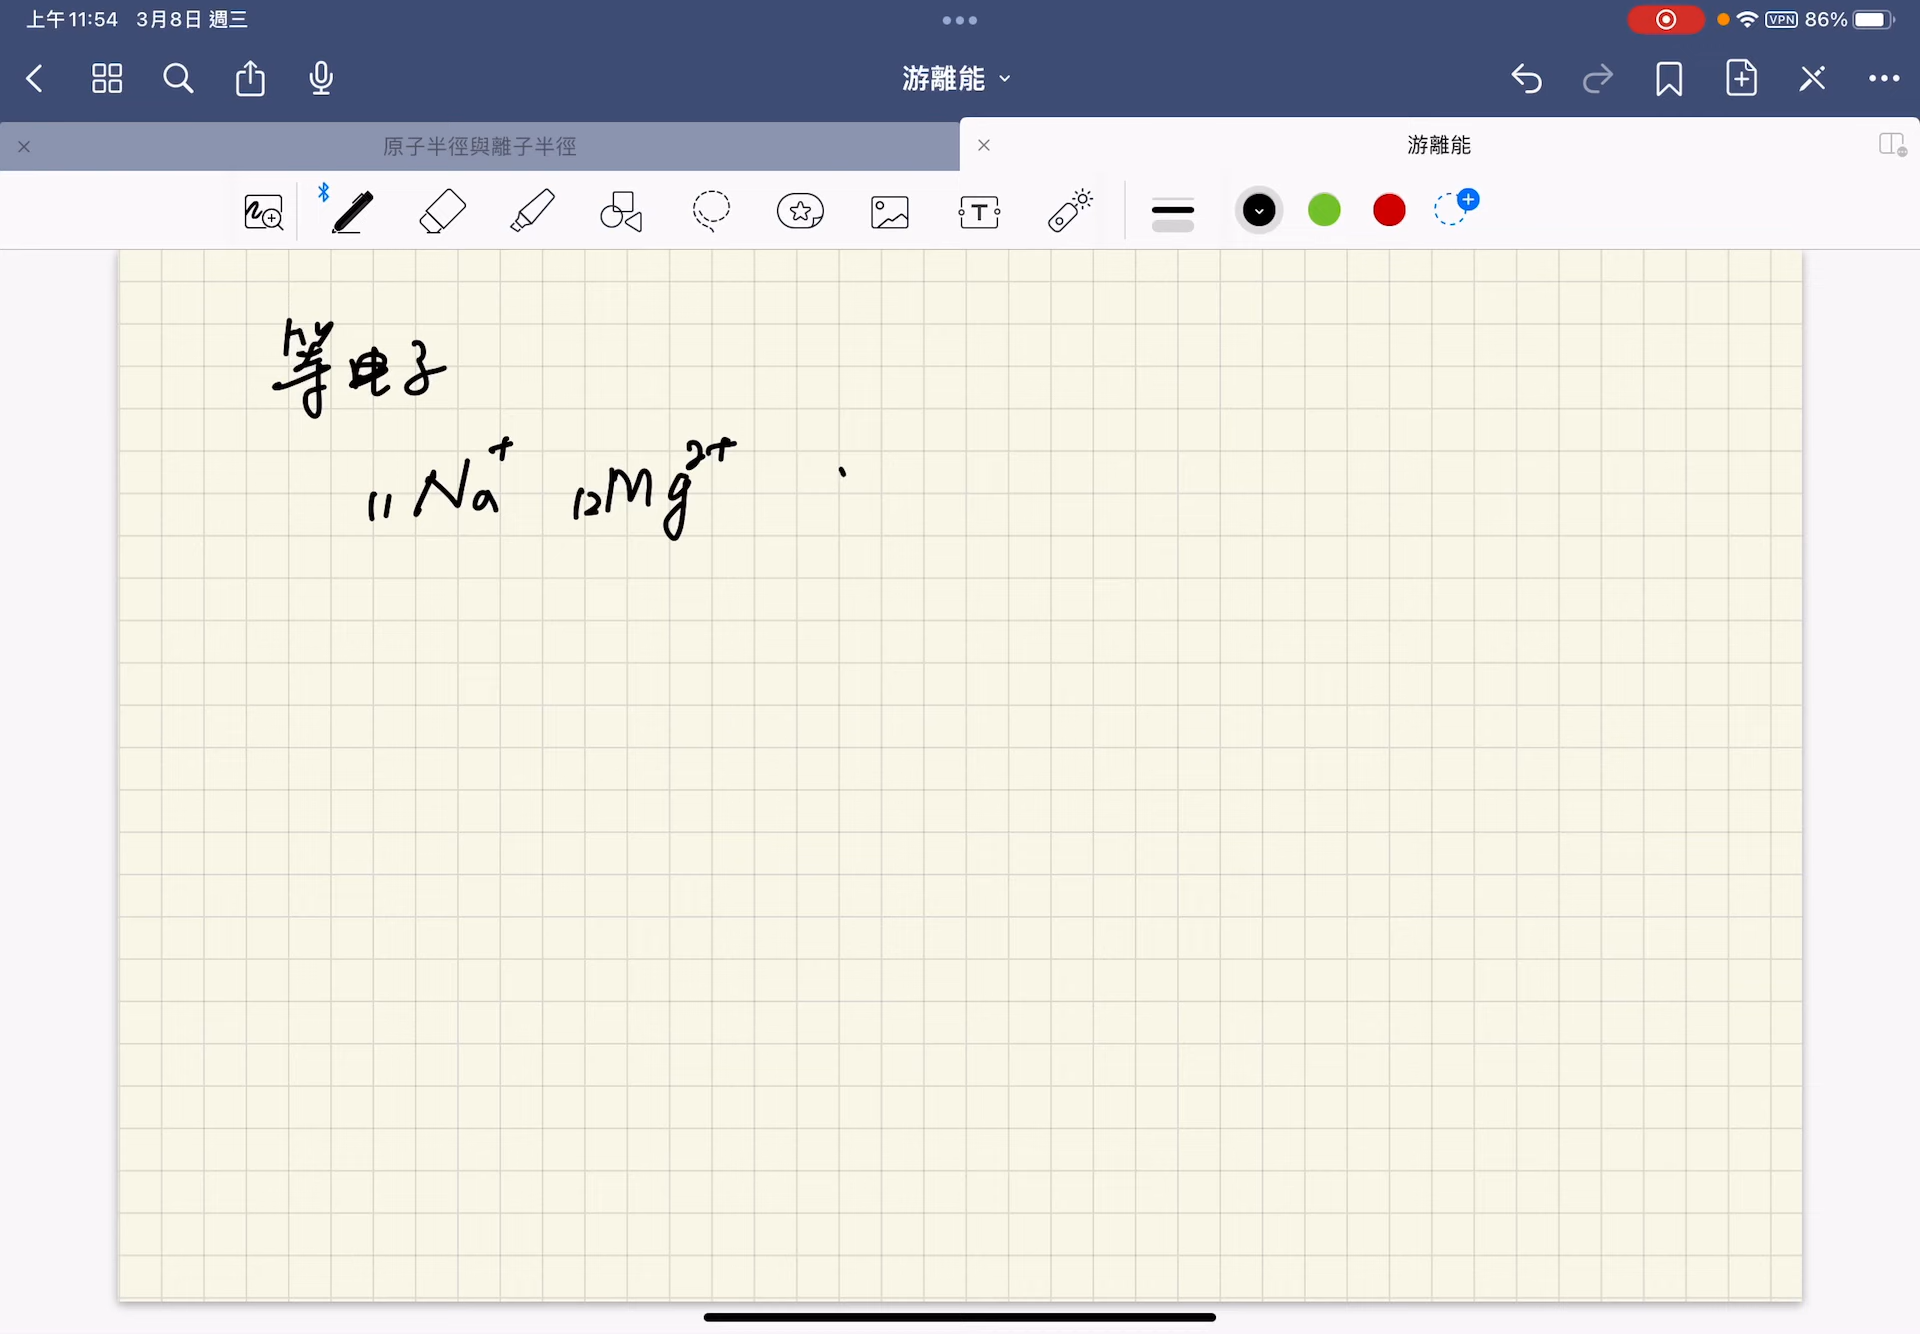 上午11:54 3月8日 週三
VPN 86%
游離能
原子半徑與離子半徑
游離能
T
等电子
₁₁Na⁺ ₁₂Mg²⁺